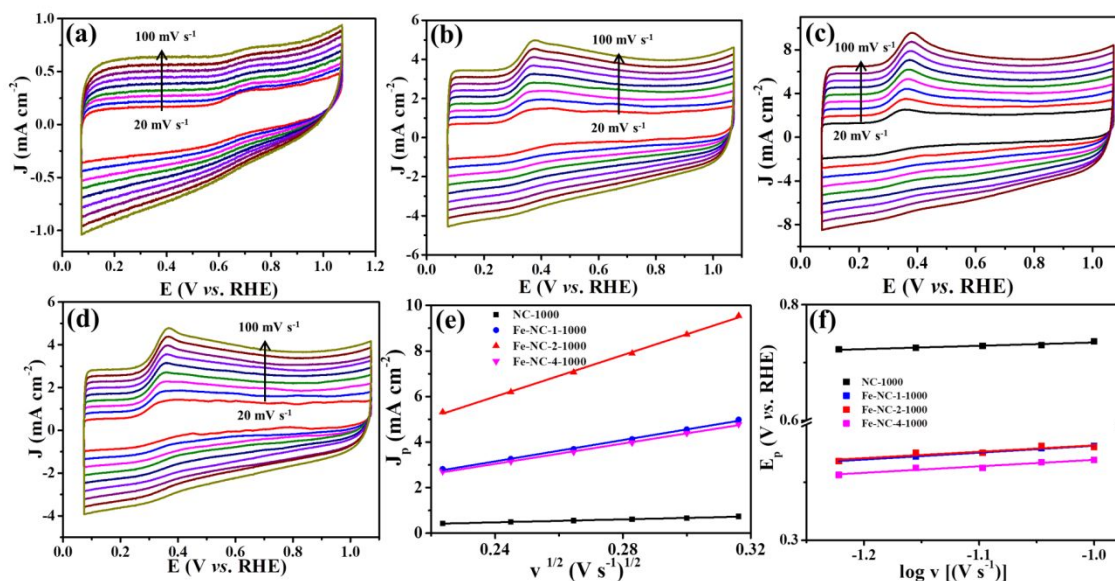 (a)
100 mV s⁻¹
20 mV s⁻¹
J (mA cm⁻²)
1.0
0.5
0.0
-0.5
-1.0
0.0 0.2 0.4 0.6 0.8 1.0 1.2
E (V vs. RHE)
(b)
100 mV s⁻¹
20 mV s⁻¹
J (mA cm⁻²)
6
4
2
0
-2
-4
-6
0.0 0.2 0.4 0.6 0.8 1.0
E (V vs. RHE)
(c)
100 mV s⁻¹
20 mV s⁻¹
J (mA cm⁻²)
8
4
0
-4
-8
0.0 0.2 0.4 0.6 0.8 1.0
E (V vs. RHE)
(d)
100 mV s⁻¹
20 mV s⁻¹
J (mA cm⁻²)
6
4
2
0
-2
-4
0.0 0.2 0.4 0.6 0.8 1.0
E (V vs. RHE)
(e)
NC-1000
Fe-NC-1-1000
Fe-NC-2-1000
Fe-NC-4-1000
Jp (mA cm⁻²)
10
8
6
4
2
0
0.24 0.28 0.32
v ¹ᐟ² (V s⁻¹)¹ᐟ²
(f)
NC-1000
Fe-NC-1-1000
Fe-NC-2-1000
Fe-NC-4-1000
Ep (V vs. RHE)
0.8
0.6
0.3
-1.2 -1.1 -1.0
log v [(V s⁻¹)]